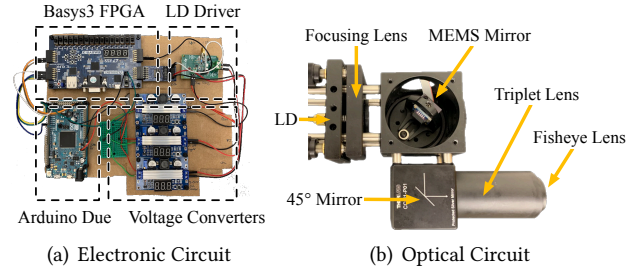 Basys3 FPGA
LD Driver
Arduino Due
Voltage Converters
(a) Electronic Circuit
Focusing Lens
MEMS Mirror
Triplet Lens
Fisheye Lens
LD
45° Mirror
(b) Optical Circuit